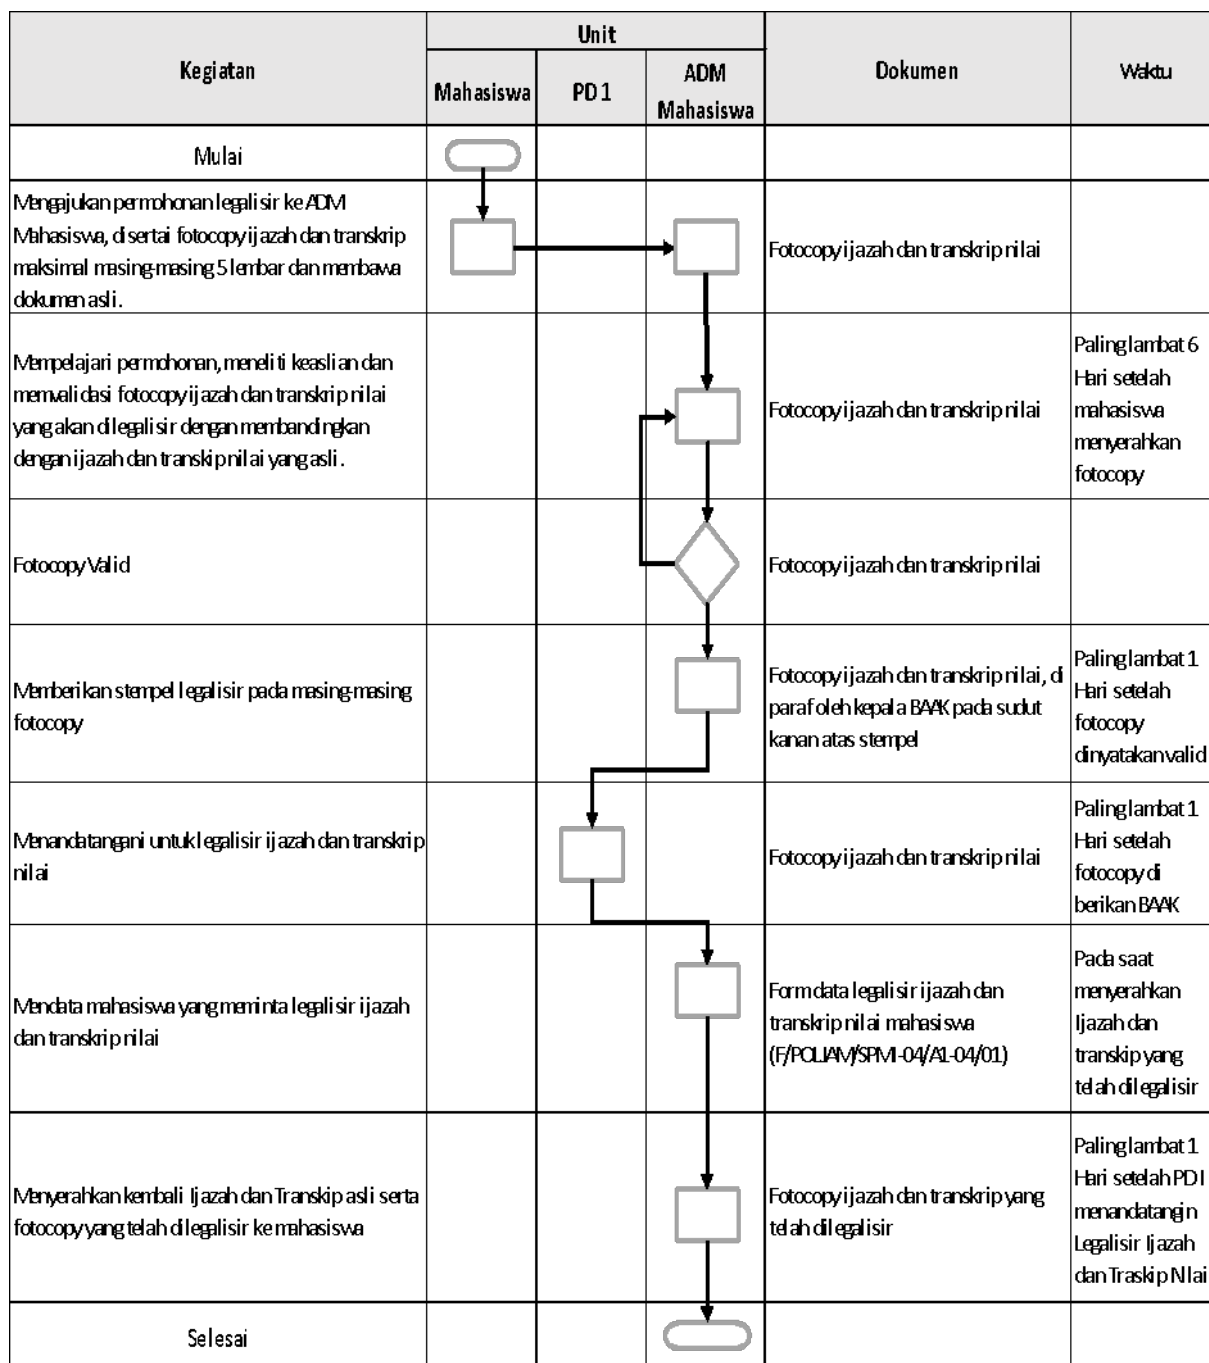 Kegiatan
Unit
Mahasiswa
PD 1
ADM
Mahasiswa
Dokumen
Waktu
Mulai
Mengajukan permohonan legalisir ke ADM
Mahasiswa, disertai fotocopy ijazah dan transkrip
maksimal masing-masing 5 lembar dan membawa
dokumen asli.
Fotocopy ijazah dan transkrip nilai
Mempelajari permohonan, meneliti keaslian dan
memvalidasi fotocopy ijazah dan transkrip nilai
yang akan dilegalisir dengan membandingkan
dengan ijazah dan transkip nilai yang asli.
Fotocopy ijazah dan transkrip nilai
Paling lambat 6
Hari setelah
mahasiswa
menyerahkan
fotocopy
Fotocopy Valid
Fotocopy ijazah dan transkrip nilai
Memberikan stempel legalisir pada masing-masing
fotocopy
Fotocopy ijazah dan transkrip nilai, di
paraf oleh kepala BAAK pada sudut
kanan atas stempel
Paling lambat 1
Hari setelah
fotocopy
dinyatakan valid
Menandatangani untuk legalisir ijazah dan transkrip
nilai
Fotocopy ijazah dan transkrip nilai
Paling lambat 1
Hari setelah
fotocopy di
berikan BAAK
Mendata mahasiswa yang meminta legalisir ijazah
dan transkrip nilai
Form data legalisir ijazah dan
transkrip nilai mahasiswa
(F/POLIAM/SPMI-04/A1-04/01)
Pada saat
menyerahkan
Ijazah dan
transkip yang
telah dilegalisir
Menyerahkan kembali Ijazah dan Transkip asli serta
fotocopy yang telah dilegalisir ke mahasiswa
Fotocopy ijazah dan transkrip yang
telah dilegalisir
Paling lambat 1
Hari setelah PD I
menandatangin
Legalisir Ijazah
dan Traskip Nilai
Selesai